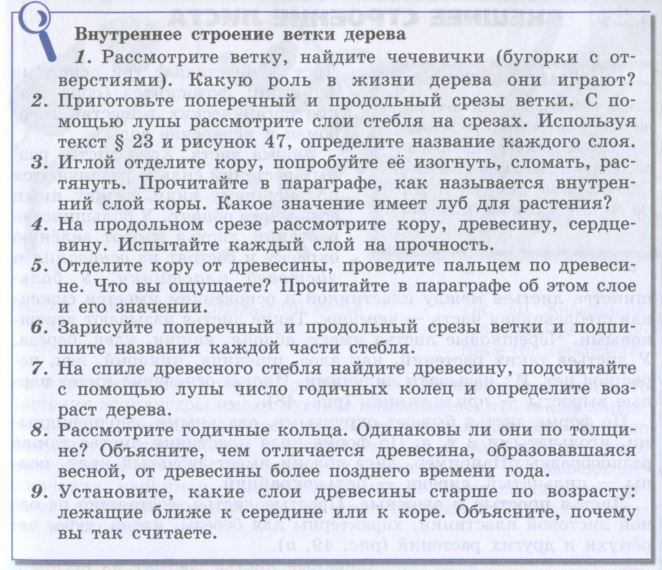 Внутреннее строение ветки дерева
1. Рассмотрите ветку, найдите чечевички (бугорки с от-
верстиями). Какую роль в жизни дерева они играют?
2. Приготовьте поперечный и продольный срезы ветки. С по-
мощью лупы рассмотрите слои стебля на срезах. Используя
текст § 23 и рисунок 47, определите название каждого слоя.
3. Иглой отделите кору, попробуйте её изогнуть, сломать, рас-
тянуть. Прочитайте в параграфе, как называется внутрен-
ний слой коры. Какое значение имеет луб для растения?
4. На продольном срезе рассмотрите кору, древесину, сердце-
вину. Испытайте каждый слой на прочность.
5. Отделите кору от древесины, проведите пальцем по древеси-
не. Что вы ощущаете? Прочитайте в параграфе об этом слое
и его значении.
6. Зарисуйте поперечный и продольный срезы ветки и подпи-
шите названия каждой части стебля.
7. На спиле древесного стебля найдите древесину, подсчитайте
с помощью лупы число годичных колец и определите воз-
раст дерева.
8. Рассмотрите годичные кольца. Одинаковы ли они по толщи-
не? Объясните, чем отличается древесина, образовавшаяся
весной, от древесины более позднего времени года.
9. Установите, какие слои древесины старше по возрасту:
лежащие ближе к середине или к коре. Объясните, почему
вы так считаете.